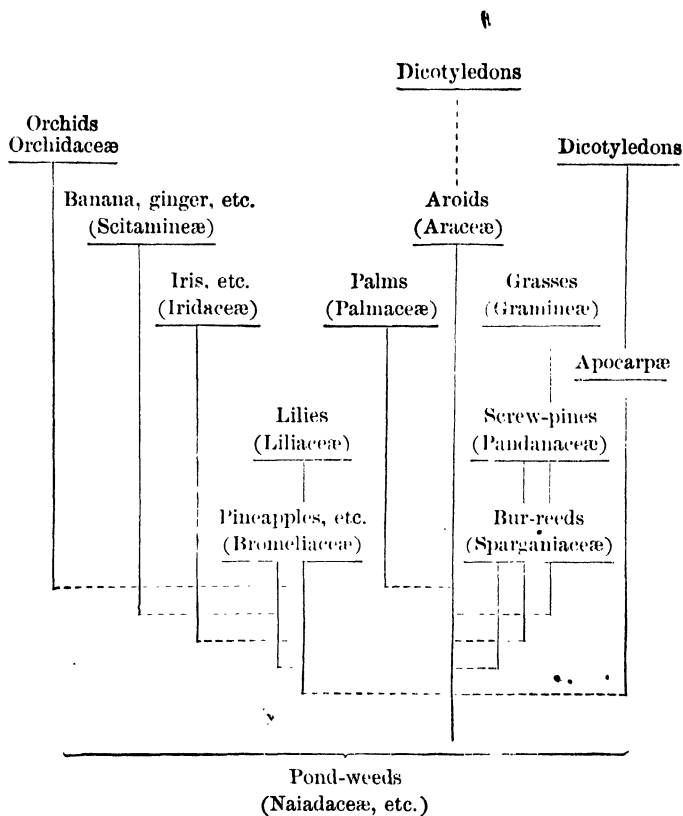 Dicotyledons
Orchids
Orchidaceæ
Dicotyledons
Banana, ginger, etc.
(Scitamineæ)
Aroids
(Araceæ)
Iris, etc.
(Iridaceæ)
Palms
(Palmaceæ)
Grasses
(Gramineæ)
Apocarpæ
Lilies
(Liliaceæ)
Screw-pines
(Pandanaceæ)
Pineapples, etc.
(Bromeliaceæ)
Bur-reeds
(Sparganiaceæ)
Pond-weeds
(Naiadaceæ, etc.)